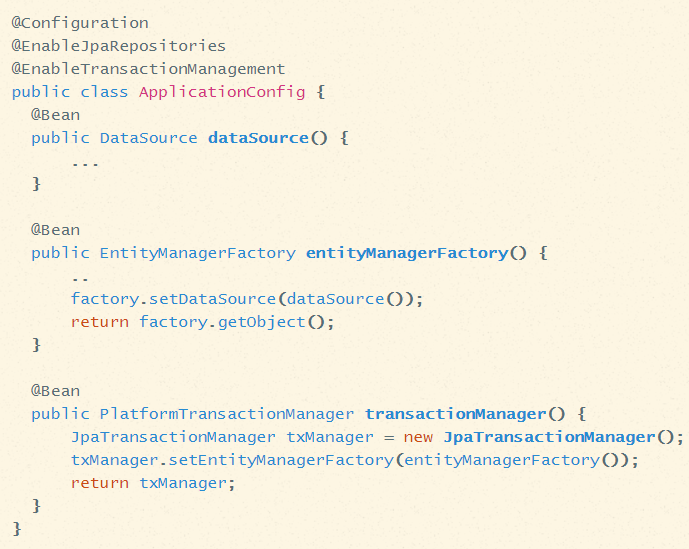 @Configuration
@EnableJpaRepositories
@EnableTransactionManagement
public class ApplicationConfig {
@Bean
public DataSource dataSource() {
...
}
@Bean
public EntityManagerFactory entityManagerFactory() {
..
factory.setDataSource(dataSource());
return factory.getObject();
}
@Bean
public PlatformTransactionManager transactionManager() {
JpaTransactionManager txManager = new JpaTransactionManager();
txManager.setEntityManagerFactory(entityManagerFactory());
return txManager;
}
}